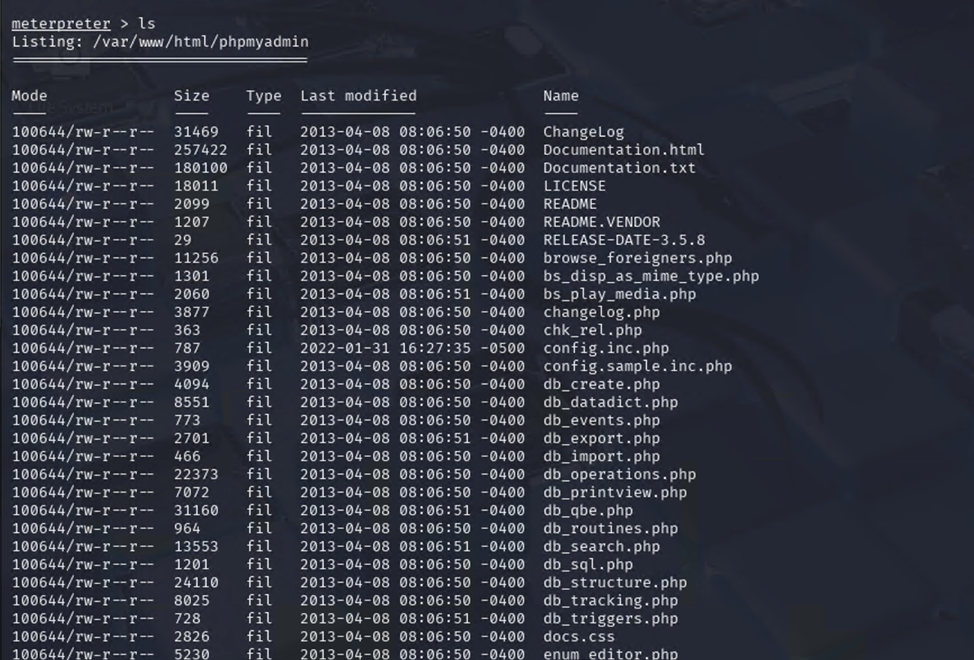 meterpreter > ls
Listing: /var/www/html/phpmyadmin
Mode Size Type Last modified Name
100644/rw-r--r-- 31469 fil 2013-04-08 08:06:50 -0400 ChangeLog
100644/rw-r--r-- 257422 fil 2013-04-08 08:06:50 -0400 Documentation.html
100644/rw-r--r-- 180100 fil 2013-04-08 08:06:50 -0400 Documentation.txt
100644/rw-r--r-- 18011 fil 2013-04-08 08:06:50 -0400 LICENSE
100644/rw-r--r-- 2099 fil 2013-04-08 08:06:50 -0400 README
100644/rw-r--r-- 1207 fil 2013-04-08 08:06:50 -0400 README.VENDOR
100644/rw-r--r-- 29 fil 2013-04-08 08:06:51 -0400 RELEASE-DATE-3.5.8
100644/rw-r--r-- 11256 fil 2013-04-08 08:06:50 -0400 browse_foreigners.php
100644/rw-r--r-- 1301 fil 2013-04-08 08:06:50 -0400 bs_disp_as_mime_type.php
100644/rw-r--r-- 2060 fil 2013-04-08 08:06:51 -0400 bs_play_media.php
100644/rw-r--r-- 3877 fil 2013-04-08 08:06:50 -0400 changelog.php
100644/rw-r--r-- 363 fil 2013-04-08 08:06:50 -0400 chk_rel.php
100644/rw-r--r-- 787 fil 2022-01-31 16:27:35 -0500 config.inc.php
100644/rw-r--r-- 3909 fil 2013-04-08 08:06:50 -0400 config.sample.inc.php
100644/rw-r--r-- 4094 fil 2013-04-08 08:06:50 -0400 db_create.php
100644/rw-r--r-- 8551 fil 2013-04-08 08:06:50 -0400 db_datadict.php
100644/rw-r--r-- 773 fil 2013-04-08 08:06:50 -0400 db_events.php
100644/rw-r--r-- 2701 fil 2013-04-08 08:06:51 -0400 db_export.php
100644/rw-r--r-- 466 fil 2013-04-08 08:06:50 -0400 db_import.php
100644/rw-r--r-- 22373 fil 2013-04-08 08:06:50 -0400 db_operations.php
100644/rw-r--r-- 7072 fil 2013-04-08 08:06:50 -0400 db_printview.php
100644/rw-r--r-- 31160 fil 2013-04-08 08:06:51 -0400 db_qbe.php
100644/rw-r--r-- 964 fil 2013-04-08 08:06:50 -0400 db_routines.php
100644/rw-r--r-- 13553 fil 2013-04-08 08:06:51 -0400 db_search.php
100644/rw-r--r-- 1201 fil 2013-04-08 08:06:50 -0400 db_sql.php
100644/rw-r--r-- 24110 fil 2013-04-08 08:06:50 -0400 db_structure.php
100644/rw-r--r-- 8025 fil 2013-04-08 08:06:51 -0400 db_tracking.php
100644/rw-r--r-- 728 fil 2013-04-08 08:06:51 -0400 db_triggers.php
100644/rw-r--r-- 2826 fil 2013-04-08 08:06:50 -0400 docs.css
100644/rw-r--r-- 5230 fil 2013-04-08 08:06:50 -0400 enum_editor.php